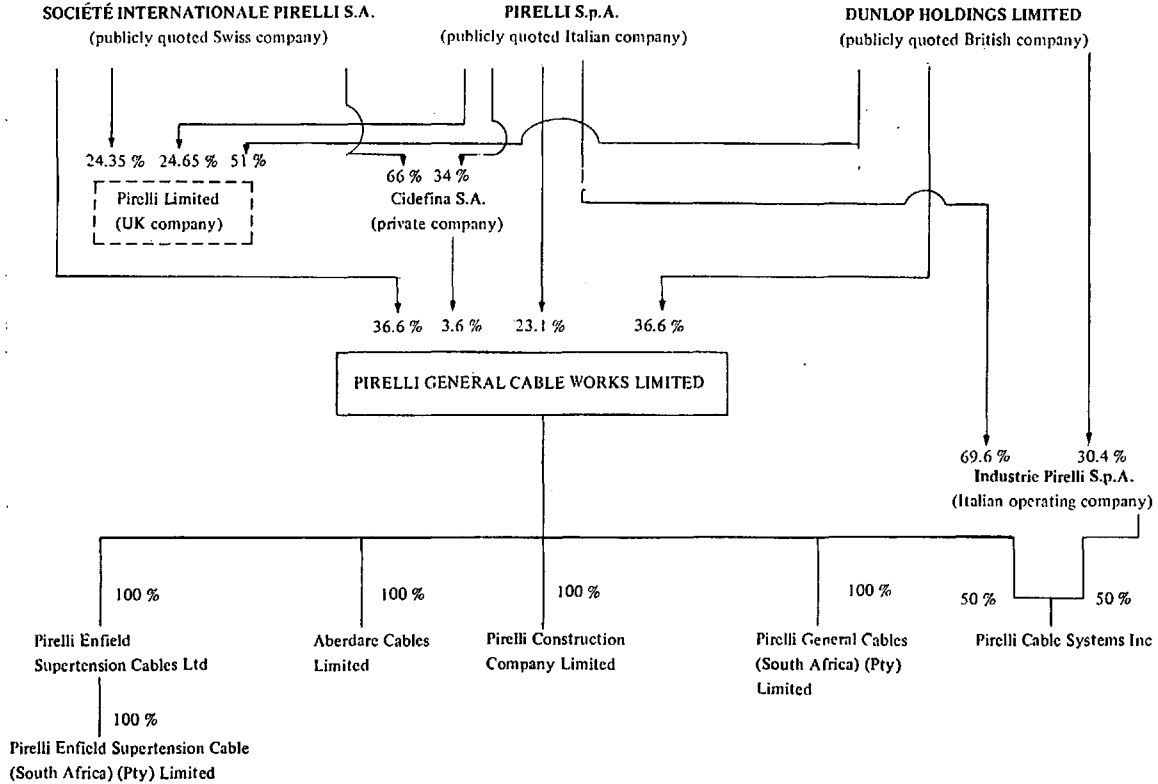 SOCIÉTÉ INTERNATIONALE PIRELLI S.A.
(publicly quoted Swiss company)
PIRELLI S.p.A.
(publicly quoted Italian company)
DUNLOP HOLDINGS LIMITED
(publicly quoted British company)
24.35 % 24.65 % 51 %
Pirelli Limited
(UK company)
66 % 34 %
Cidefina S.A.
(private company)
36.6 % 3.6 % 23.1 % 36.6 %
PIRELLI GENERAL CABLE WORKS LIMITED
69.6 % 30.4 %
Industrie Pirelli S.p.A.
(Italian operating company)
100 % 100 % 100 % 100 % 50 % 50 %
Pirelli Enfield
Supertension Cables Ltd
Aberdare Cables
Limited
Pirelli Construction
Company Limited
Pirelli General Cables
(South Africa) (Pty)
Limited
Pirelli Cable Systems Inc
100 %
Pirelli Enfield Supertension Cable
(South Africa) (Pty) Limited